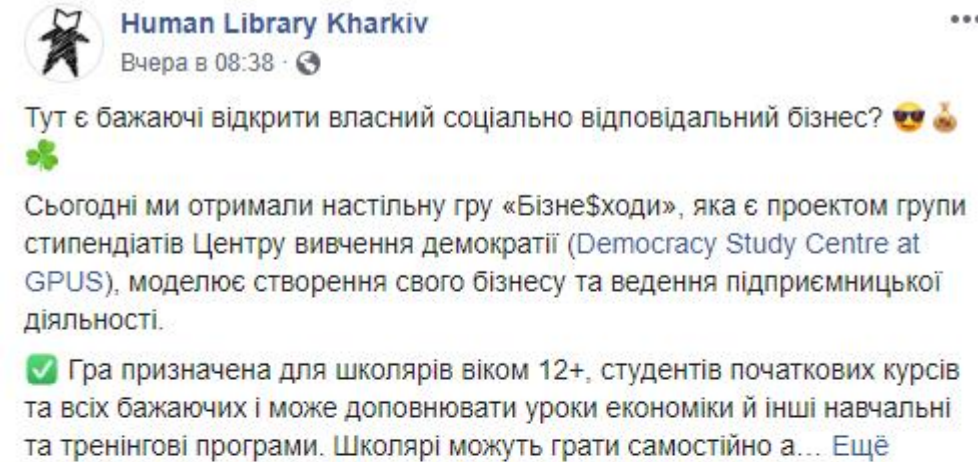 Human Library Kharkiv
Вчера в 08:38 ·
Тут є бажаючі відкрити власний соціально відповідальний бізнес? 😎💰
☘️
Сьогодні ми отримали настільну гру «Бізне$ходи», яка є проектом групи
стипендіатів Центру вивчення демократії (Democracy Study Centre at
GPUS), моделює створення свого бізнесу та ведення підприємницької
діяльності.
✅ Гра призначена для школярів віком 12+, студентів початкових курсів
та всіх бажаючих і може доповнювати уроки економіки й інші навчальні
та тренінгові програми. Школярі можуть грати самостійно а... Ещё